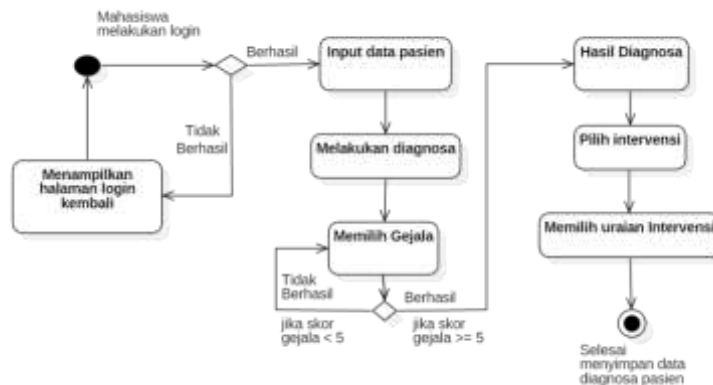 Mahasiswa
melakukan login
Berhasil
Input data pasien
Hasil Diagnosa
Tidak
Berhasil
Menampilkan
halaman login
kembali
Melakukan diagnosa
Pilih intervensi
Memilih Gejala
Memilih uraian Intervensi
Tidak
Berhasil
Berhasil
jika skor
gejala < 5
jika skor
gejala >= 5
Selesai
menyimpan data
diagnosa pasien